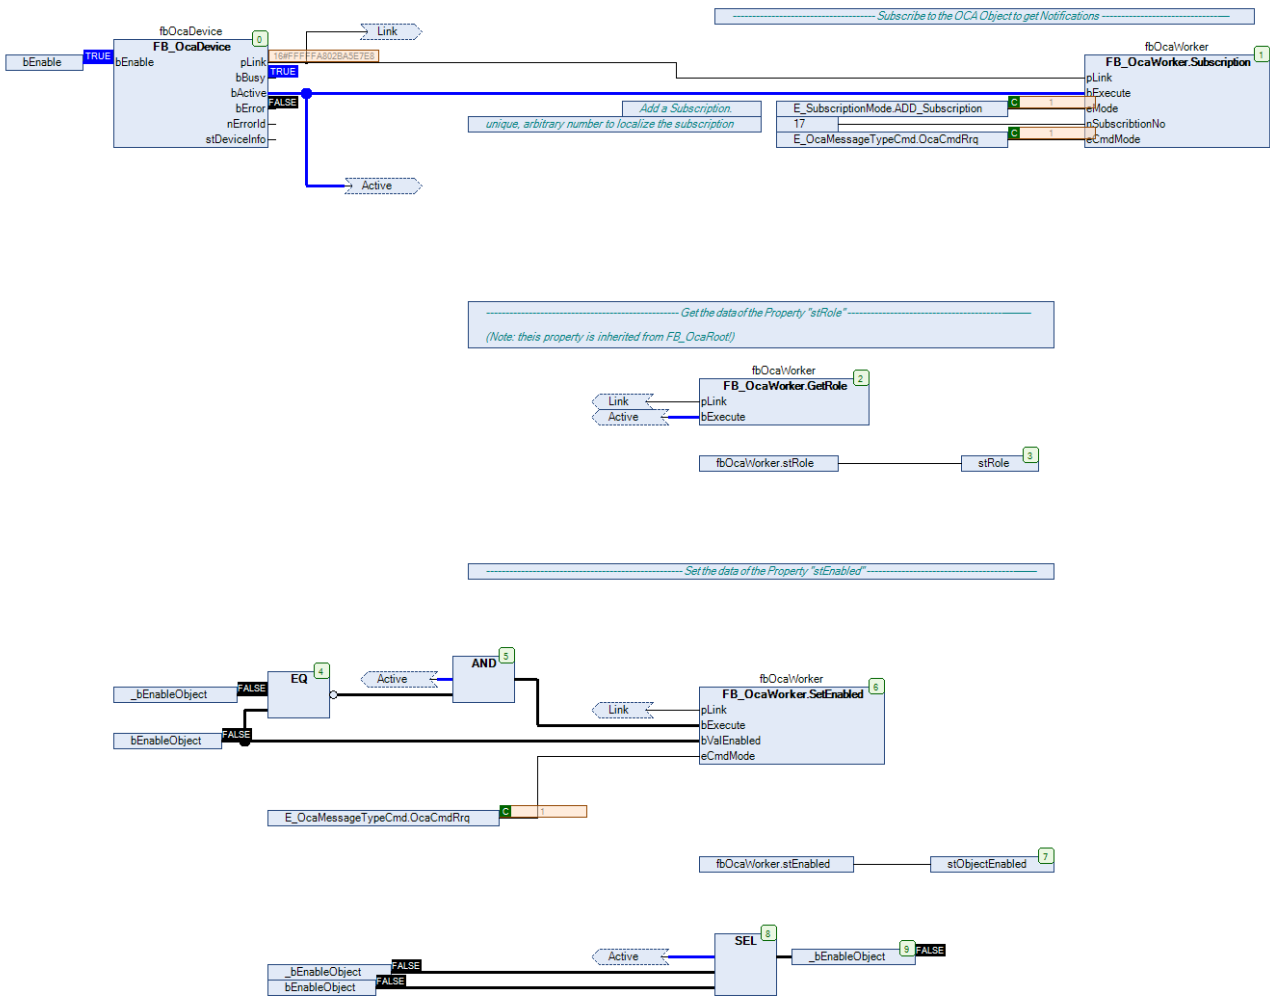 ------------------------------------ Subscribe to the OCA Object to get Notifications ------------------------------------
fbOcaDevice
0
FB_OcaDevice
Link
bEnable
TRUE
bEnable
pLink
16#FFFFFA802BA5E7E8
bBusy
TRUE
bActive
bError
FALSE
nErrorId
stDeviceInfo
Active
fbOcaWorker
1
FB_OcaWorker.Subscription
pLink
bExecute
Add a Subscription.
E_SubscriptionMode.ADD_Subscription
C
1
eMode
unique, arbitrary number to localize the subscription
17
nSubscribtionNo
E_OcaMessageTypeCmd.OcaCmdRrq
C
1
eCmdMode
------------------------------------ Get the data of the Property "stRole" ------------------------------------
(Note: theis property is inherited from FB_OcaRoot!)
fbOcaWorker
2
FB_OcaWorker.GetRole
Link
pLink
Active
bExecute
fbOcaWorker.stRole
stRole
3
------------------------------------ Set the data of the Property "stEnabled" ------------------------------------
EQ
4
_bEnableObject
FALSE
bEnableObject
FALSE
Active
AND
5
fbOcaWorker
6
FB_OcaWorker.SetEnabled
Link
pLink
bExecute
bValEnabled
eCmdMode
E_OcaMessageTypeCmd.OcaCmdRrq
C
1
fbOcaWorker.stEnabled
stObjectEnabled
7
SEL
8
Active
_bEnableObject
FALSE
bEnableObject
FALSE
_bEnableObject
9
FALSE